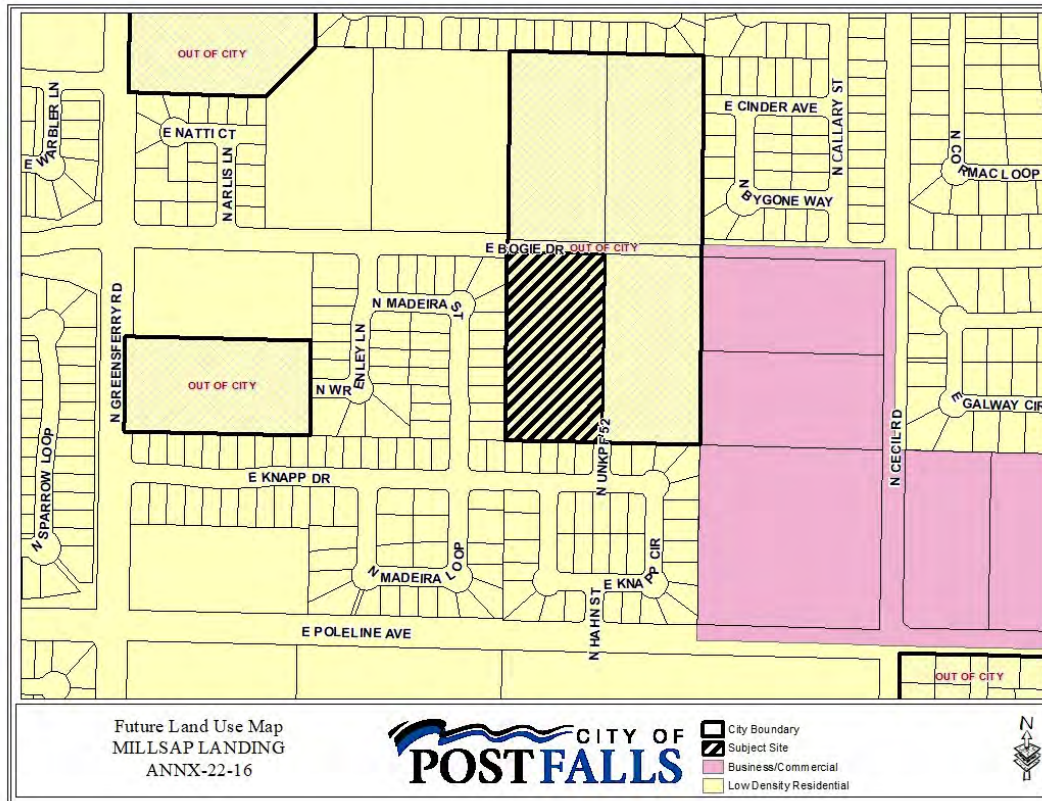 OUT OF CITY
E WARBLER LN
E NATTI CT
N ARLIS LN
E CINDER AVE
N CALLARY ST
N BYGONE WAY
N CORMAC LOOP
E BOGIE DR
OUT OF CITY
N GREENSFERRY RD
N MADEIRA ST
N WRENLEY LN
OUT OF CITY
N UNKPF52
N CECIL RD
E GALWAY CIR
N SPARROW LOOP
E KNAPP DR
N MADEIRA LOOP
E KNAPP CIR
N HAHN ST
E POLELINE AVE
OUT OF CITY
Future Land Use Map
MILLSAP LANDING
ANNX-22-16
CITY OF
POST FALLS
City Boundary
Subject Site
Business/Commercial
Low Density Residential
N